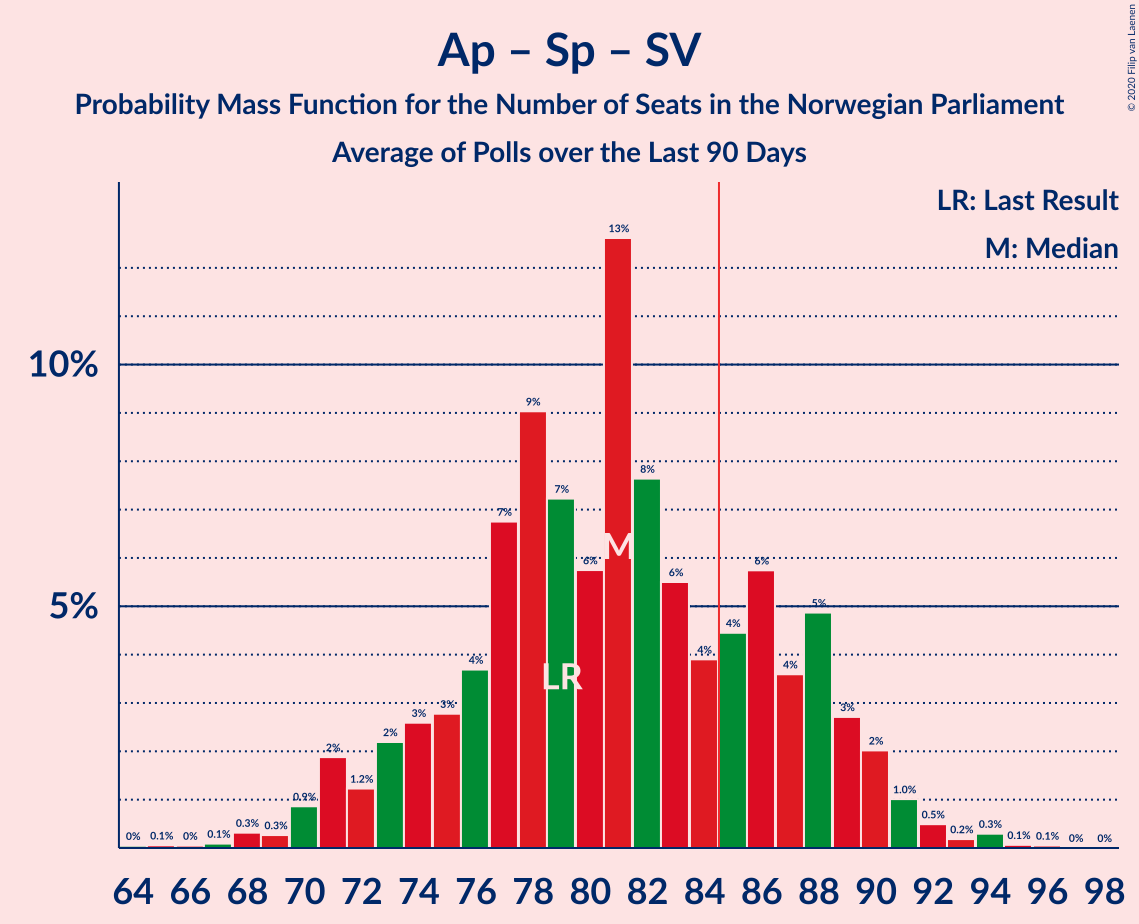 Ap – Sp – SV
Probability Mass Function for the Number of Seats in the Norwegian Parliament
Average of Polls over the Last 90 Days
© 2020 Filip van Laenen
LR: Last Result
M: Median
10%
5%
0% 0.1% 0% 0.1% 0.3% 0.3% 0.9% 2% 1.2% 2% 3% 3% 4% 7% 9% 7% 6% 13% 8% 6% 4% 4% 6% 4% 5% 3% 2% 1.0% 0.5% 0.2% 0.3% 0.1% 0.1% 0% 0%
M
LR
64 66 68 70 72 74 76 78 80 82 84 86 88 90 92 94 96 98